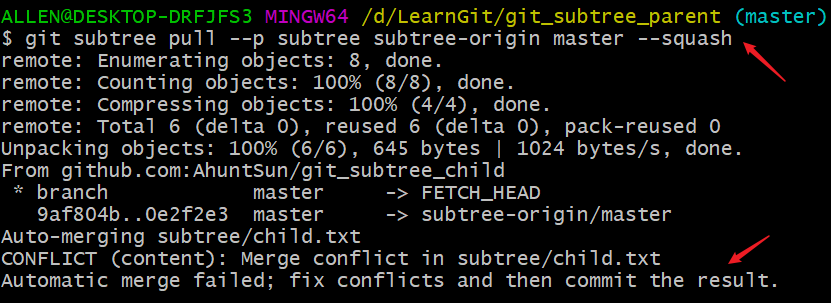 ALLEN@DESKTOP-DRFJFS3 MINGW64 /d/LearnGit/git_subtree_parent (master)
$ git subtree pull --p subtree subtree-origin master --squash
remote: Enumerating objects: 8, done.
remote: Counting objects: 100% (8/8), done.
remote: Compressing objects: 100% (4/4), done.
remote: Total 6 (delta 0), reused 6 (delta 0), pack-reused 0
Unpacking objects: 100% (6/6), 645 bytes | 1024 bytes/s, done.
From github.com:AhuntSun/git_subtree_child
 * branch            master     -> FETCH_HEAD
   9af804b..0e2f2e3  master     -> subtree-origin/master
Auto-merging subtree/child.txt
CONFLICT (content): Merge conflict in subtree/child.txt
Automatic merge failed; fix conflicts and then commit the result.